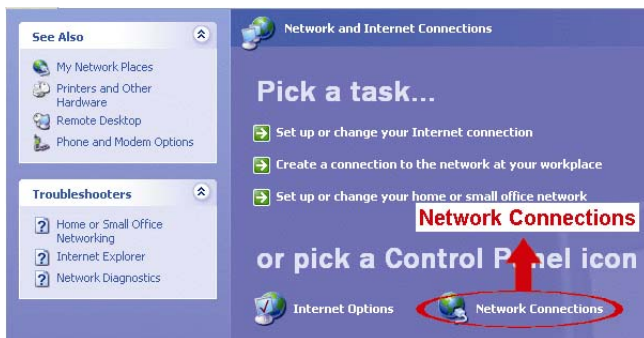 See Also
My Network Places
Printers and Other
Hardware
Remote Desktop
Phone and Modem Options
Troubleshooters
Home or Small Office
Networking
Internet Explorer
Network Diagnostics
Network and Internet Connections
Pick a task...
Set up or change your Internet connection
Create a connection to the network at your workplace
Set up or change your home or small office network
Network Connections
or pick a Control Panel icon
Internet Options
Network Connections